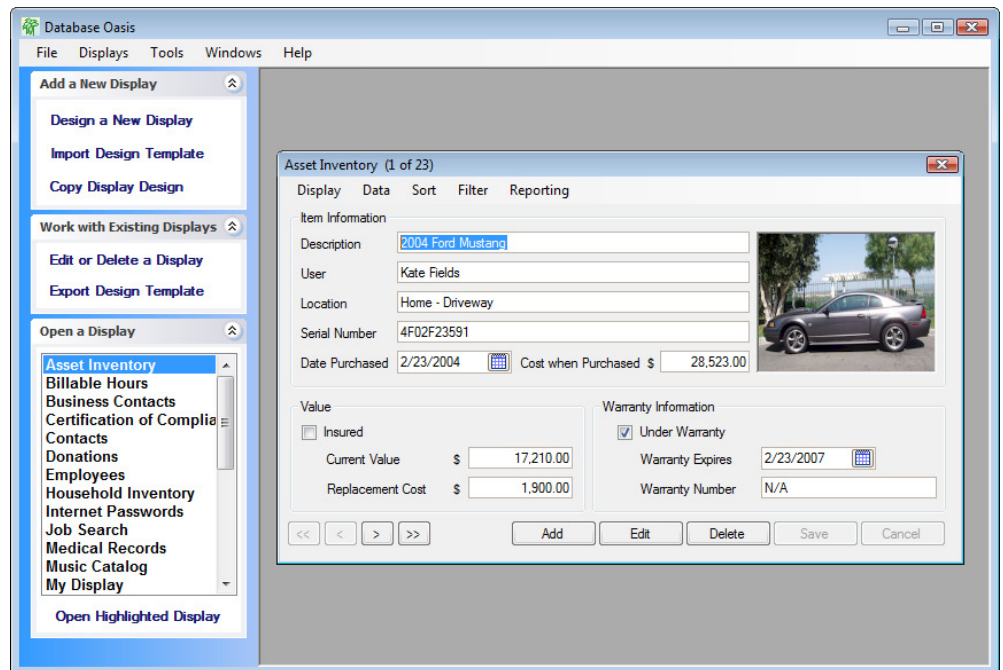 Database Oasis
File Displays Tools Windows Help
Add a New Display
Design a New Display
Import Design Template
Copy Display Design
Work with Existing Displays
Edit or Delete a Display
Export Design Template
Open a Display
Asset Inventory
Billable Hours
Business Contacts
Certification of Complia
Contacts
Donations
Employees
Household Inventory
Internet Passwords
Job Search
Medical Records
Music Catalog
My Display
Open Highlighted Display
Asset Inventory (1 of 23)
Display Data Sort Filter Reporting
Item Information
Description 2004 Ford Mustang
User Kate Fields
Location Home - Driveway
Serial Number 4F02F23591
Date Purchased 2/23/2004 Cost when Purchased $ 28,523.00
Value
Insured
Current Value $ 17,210.00
Replacement Cost $ 1,900.00
Warranty Information
Under Warranty
Warranty Expires 2/23/2007
Warranty Number N/A
<< < > >> Add Edit Delete Save Cancel